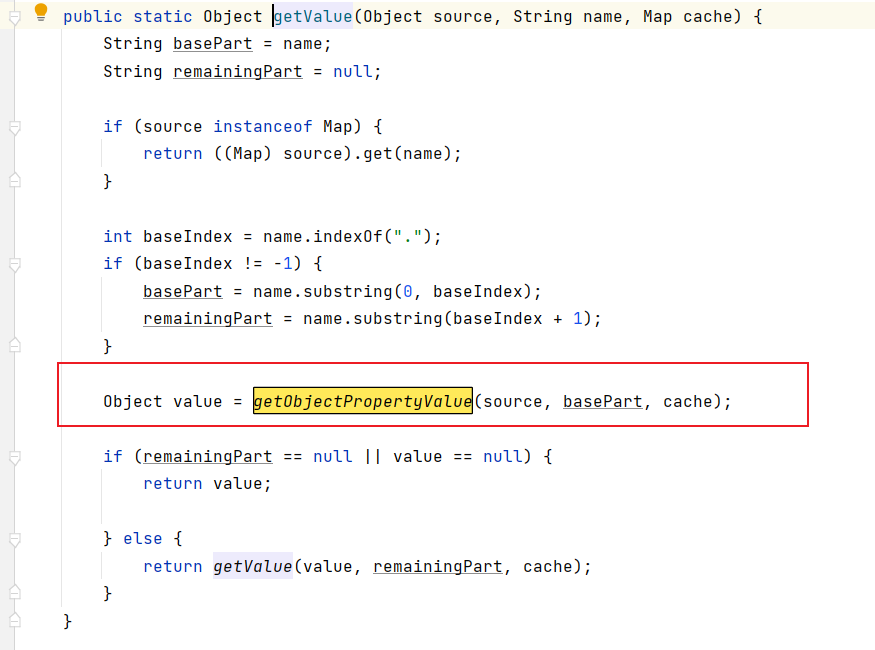 public static Object getValue(Object source, String name, Map cache) {
    String basePart = name;
    String remainingPart = null;

    if (source instanceof Map) {
        return ((Map) source).get(name);
    }

    int baseIndex = name.indexOf(".");
    if (baseIndex != -1) {
        basePart = name.substring(0, baseIndex);
        remainingPart = name.substring(baseIndex + 1);
    }

    Object value = getObjectPropertyValue(source, basePart, cache);

    if (remainingPart == null || value == null) {
        return value;

    } else {
        return getValue(value, remainingPart, cache);
    }
}